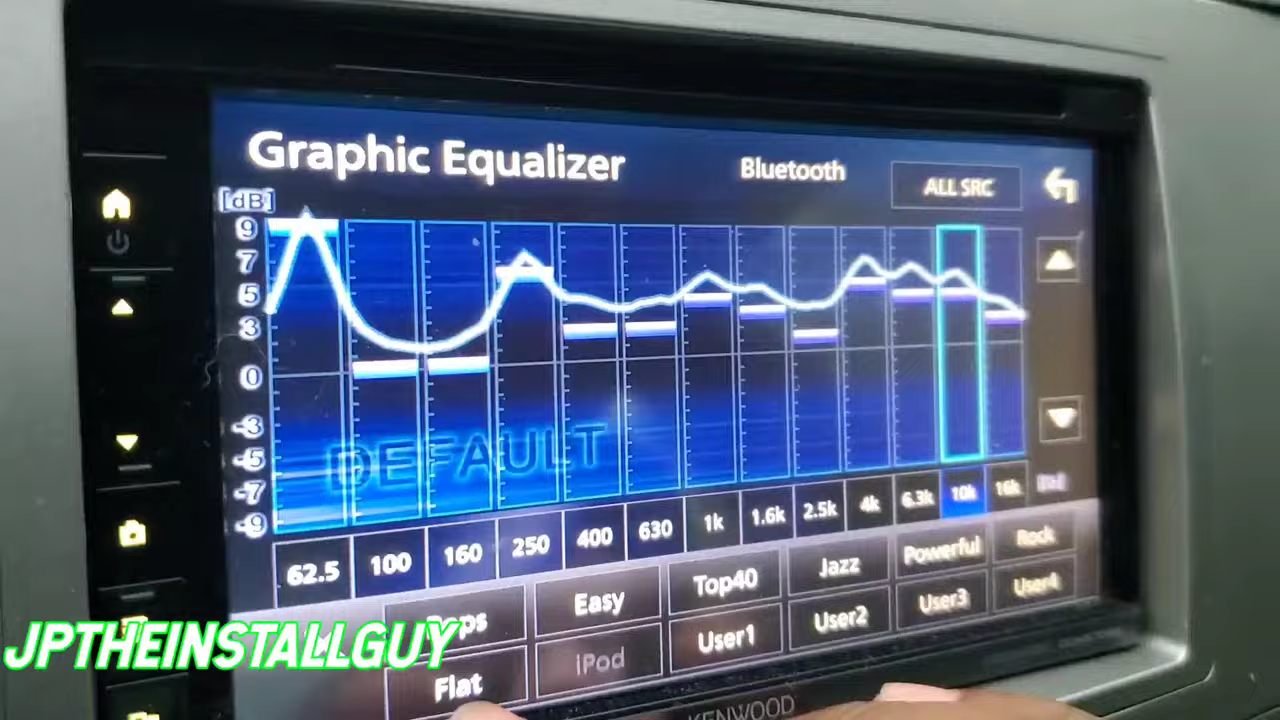 Graphic Equalizer
Bluetooth
ALL SRC
[dB]
9
7
5
3
0
-3
-5
-7
-9
DEFAULT
62.5 100 160 250 400 630 1k 1.6k 2.5k 4k 6.3k 10k 16k
Easy Top40 Jazz Powerful Rock
Flat iPod User1 User2 User3 User4
JPTHEINSTALLGUY
KENWOOD